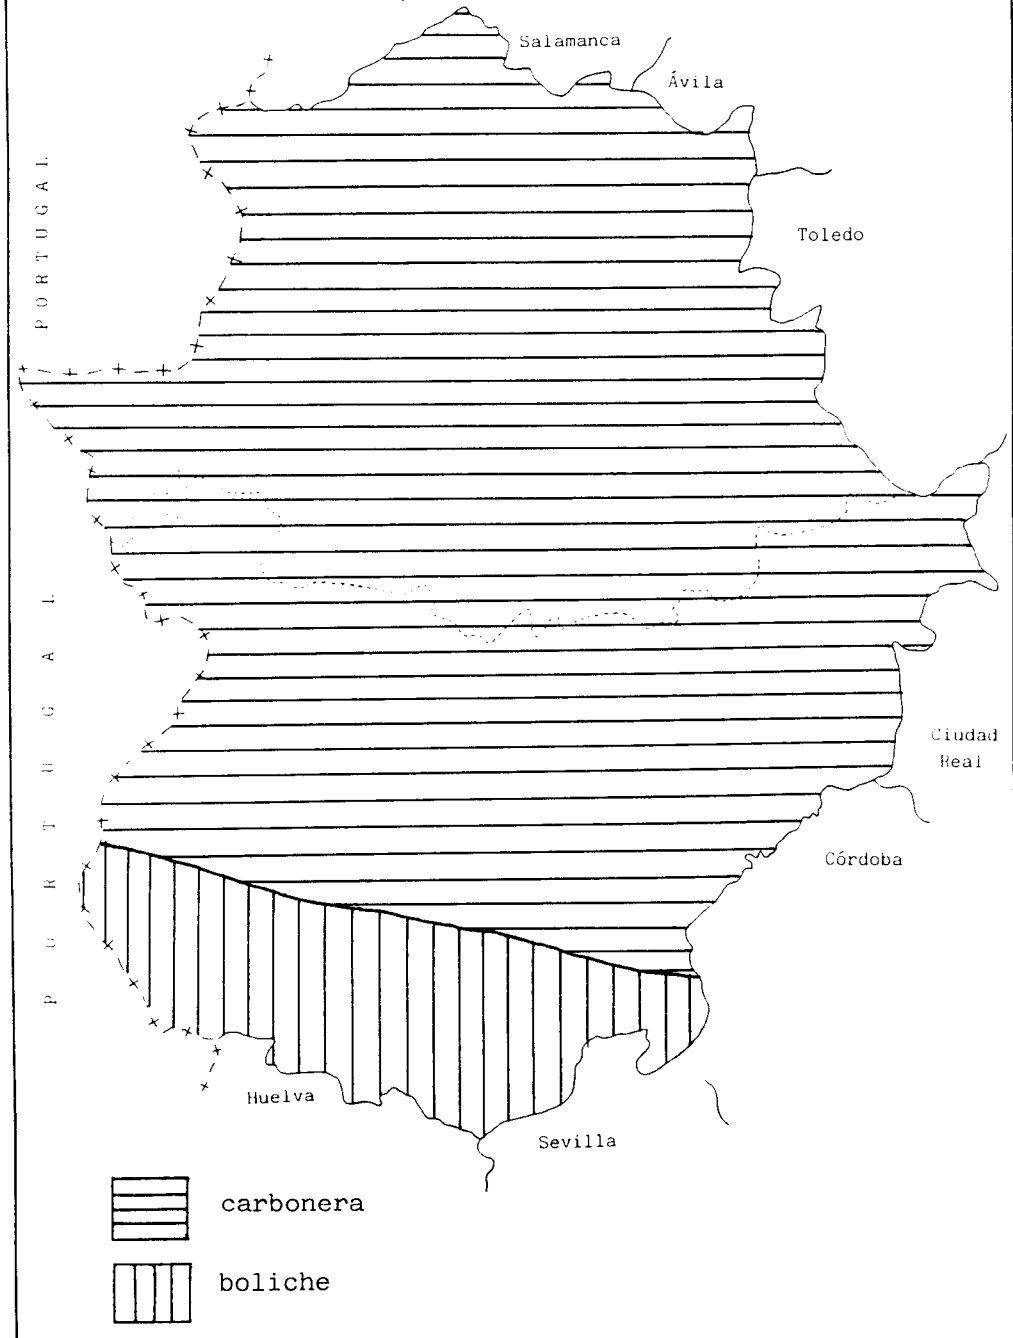 Salamanca
Ávila
PORTUGAL
Toledo
PORTUGAL
Ciudad
Real
Córdoba
Huelva
Sevilla
carbonera
boliche